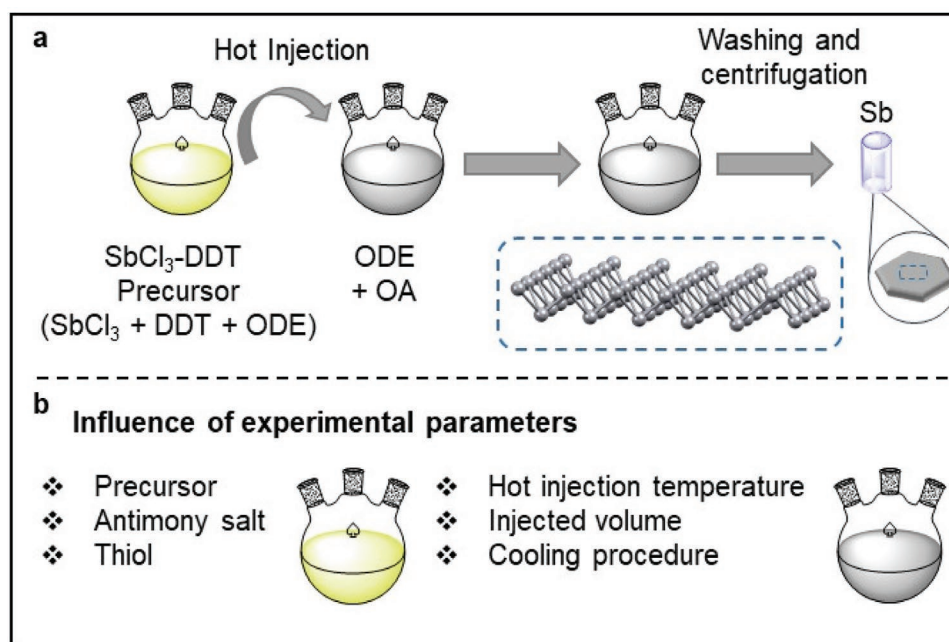 a
Hot Injection
Washing and
centrifugation
Sb
SbCl₃-DDT
Precursor
(SbCl₃ + DDT + ODE)
ODE
+ OA
b
Influence of experimental parameters
❖ Precursor
❖ Antimony salt
❖ Thiol
❖ Hot injection temperature
❖ Injected volume
❖ Cooling procedure